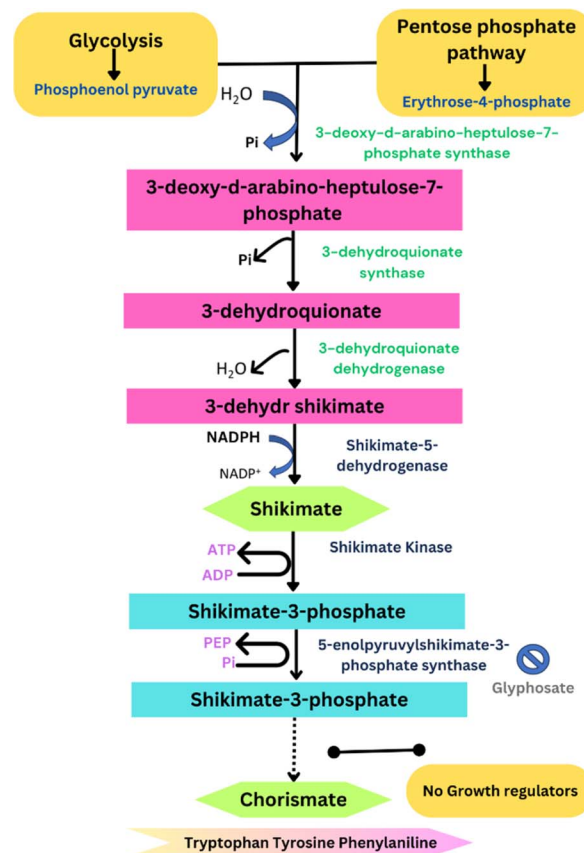 Glycolysis
Phosphoenol pyruvate
Pentose phosphate
pathway
Erythrose-4-phosphate
H₂O
Pi
3-deoxy-d-arabino-heptulose-7-
phosphate synthase
3-deoxy-d-arabino-heptulose-7-
phosphate
Pi
3-dehydroquionate
synthase
3-dehydroquionate
H₂O
3-dehydroquionate
dehydrogenase
3-dehydr shikimate
NADPH
NADP⁺
Shikimate-5-
dehydrogenase
Shikimate
ATP
ADP
Shikimate Kinase
Shikimate-3-phosphate
PEP
Pi
5-enolpyruvylshikimate-3-
phosphate synthase
Glyphosate
Shikimate-3-phosphate
Chorismate
No Growth regulators
Tryptophan Tyrosine Phenylaniline